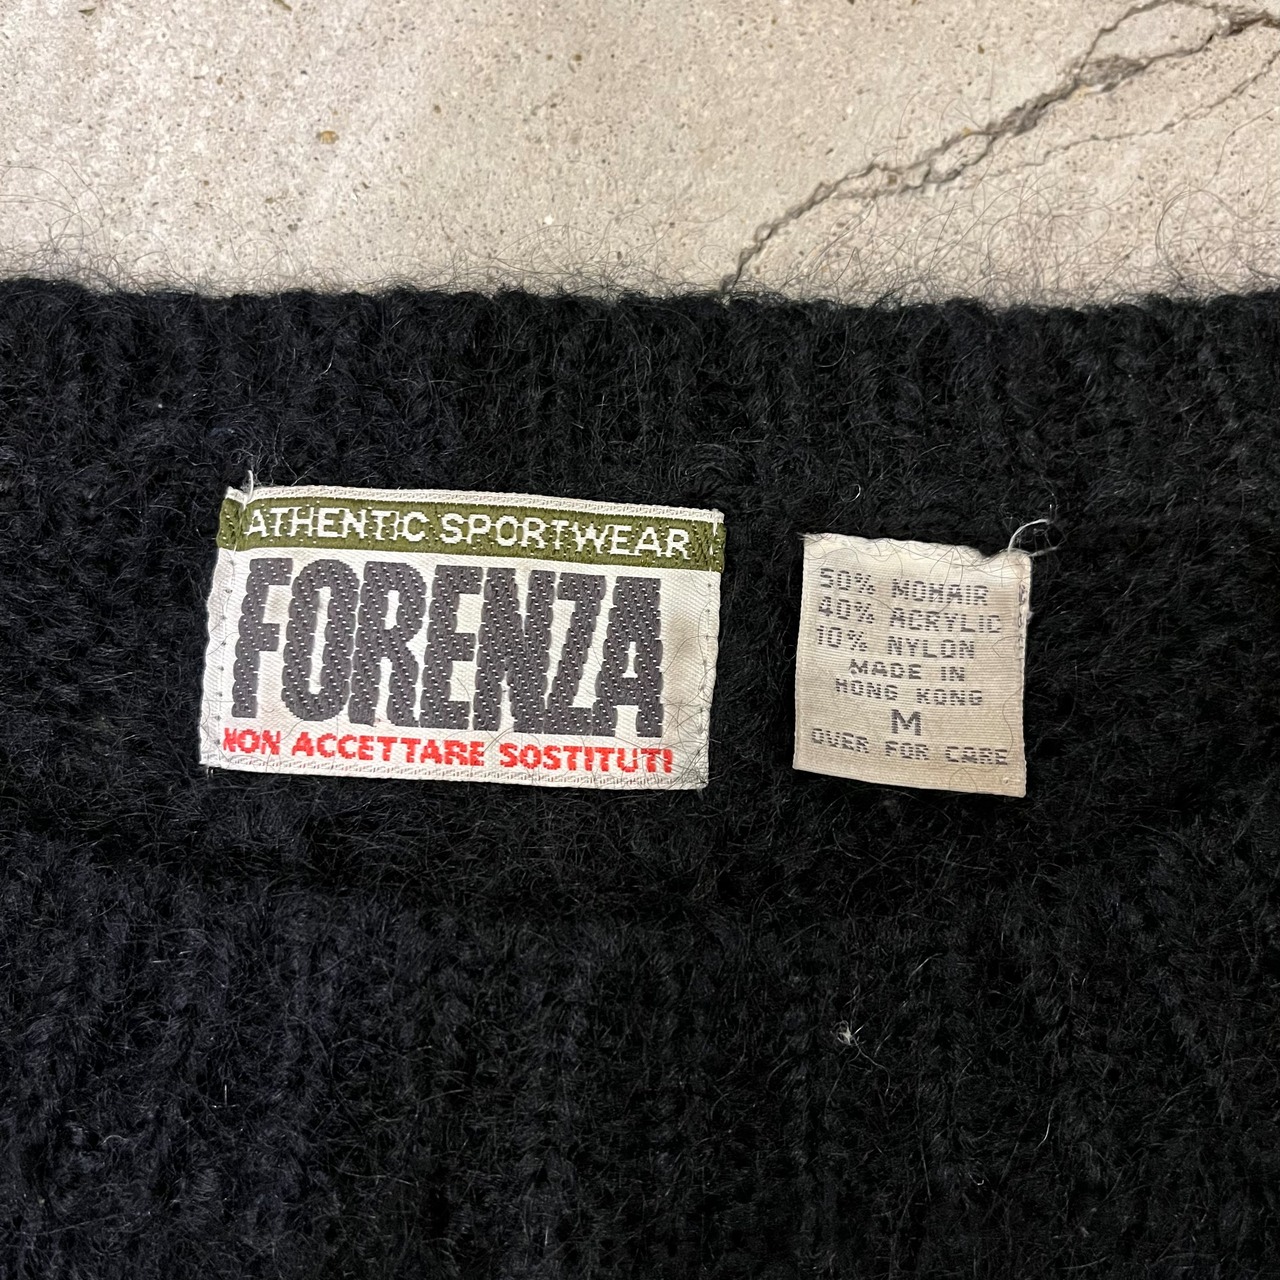 ATHENTIC SPORTWEAR
FORENZA
NON ACCETTARE SOSTITUTI
50% MOHAIR
40% ACRYLIC
10% NYLON
MADE IN
HONG KONG
M
OVER FOR CARE